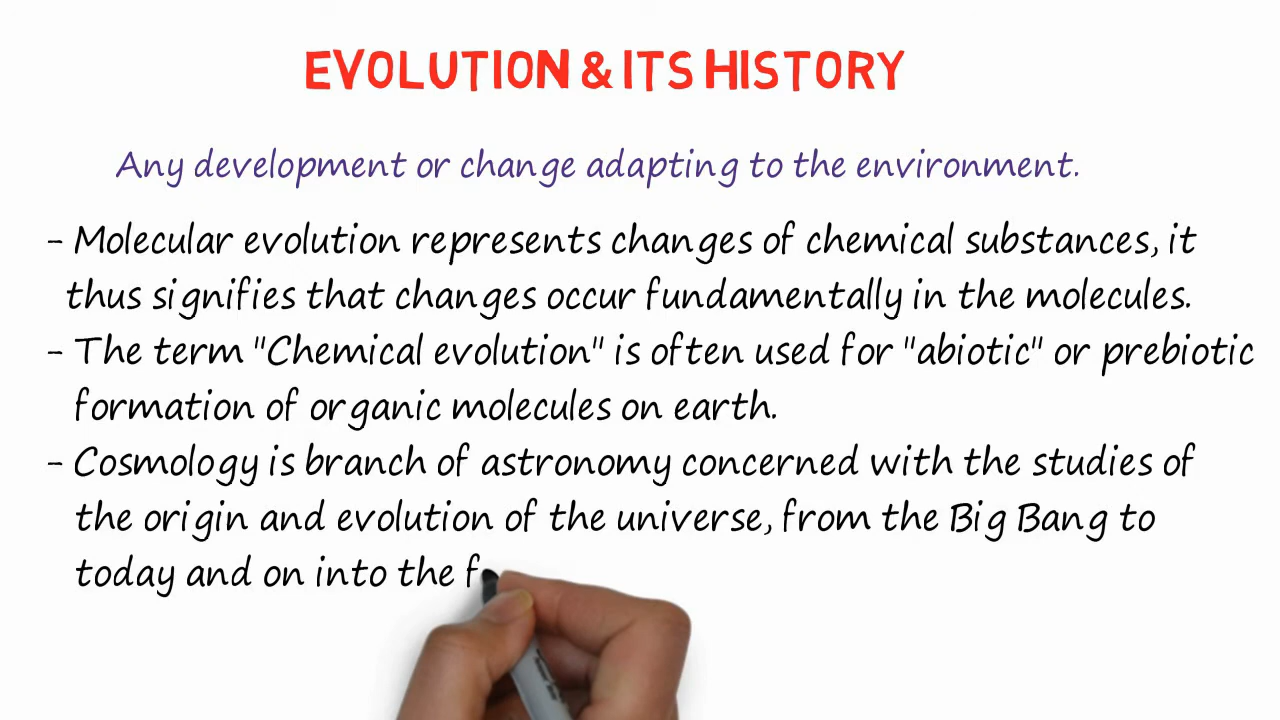 EVOLUTION & ITS HISTORY
Any development or change adapting to the environment.
- Molecular evolution represents changes of chemical substances, it
thus signifies that changes occur fundamentally in the molecules.
- The term "Chemical evolution" is often used for "abiotic" or prebiotic
formation of organic molecules on earth.
- Cosmology is branch of astronomy concerned with the studies of
the origin and evolution of the universe, from the Big Bang to
today and on into the f